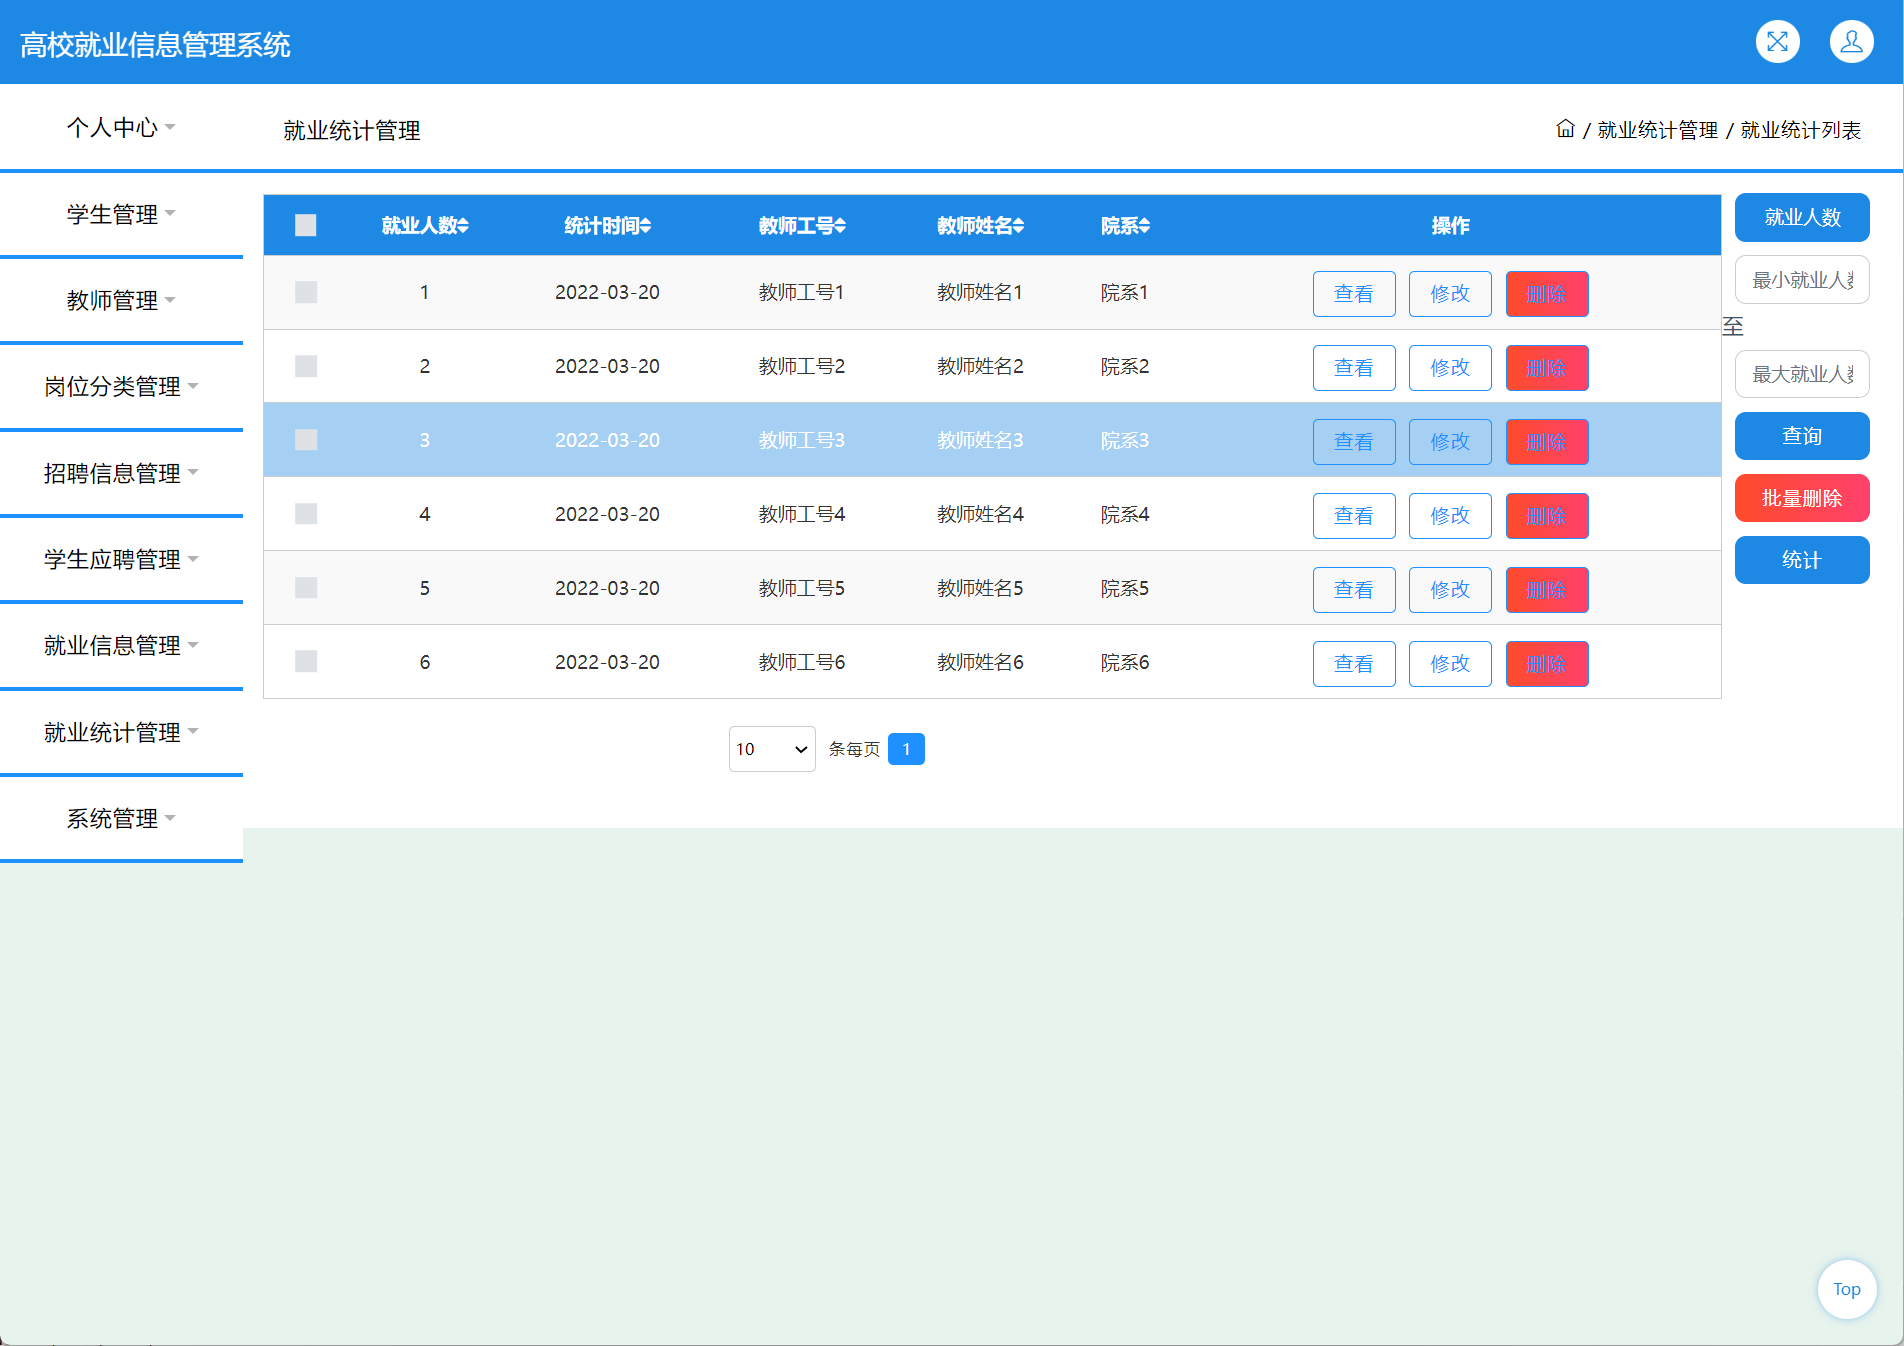 高校就业信息管理系统
个人中心
就业统计管理
/ 就业统计管理 / 就业统计列表
学生管理
教师管理
岗位分类管理
招聘信息管理
学生应聘管理
就业信息管理
就业统计管理
系统管理
就业人数 统计时间 教师工号 教师姓名 院系 操作
1 2022-03-20 教师工号1 教师姓名1 院系1 查看 修改 删除
2 2022-03-20 教师工号2 教师姓名2 院系2 查看 修改 删除
3 2022-03-20 教师工号3 教师姓名3 院系3 查看 修改 删除
4 2022-03-20 教师工号4 教师姓名4 院系4 查看 修改 删除
5 2022-03-20 教师工号5 教师姓名5 院系5 查看 修改 删除
6 2022-03-20 教师工号6 教师姓名6 院系6 查看 修改 删除
10 条每页 1
就业人数
最小就业人数
至
最大就业人数
查询
批量删除
统计
Top